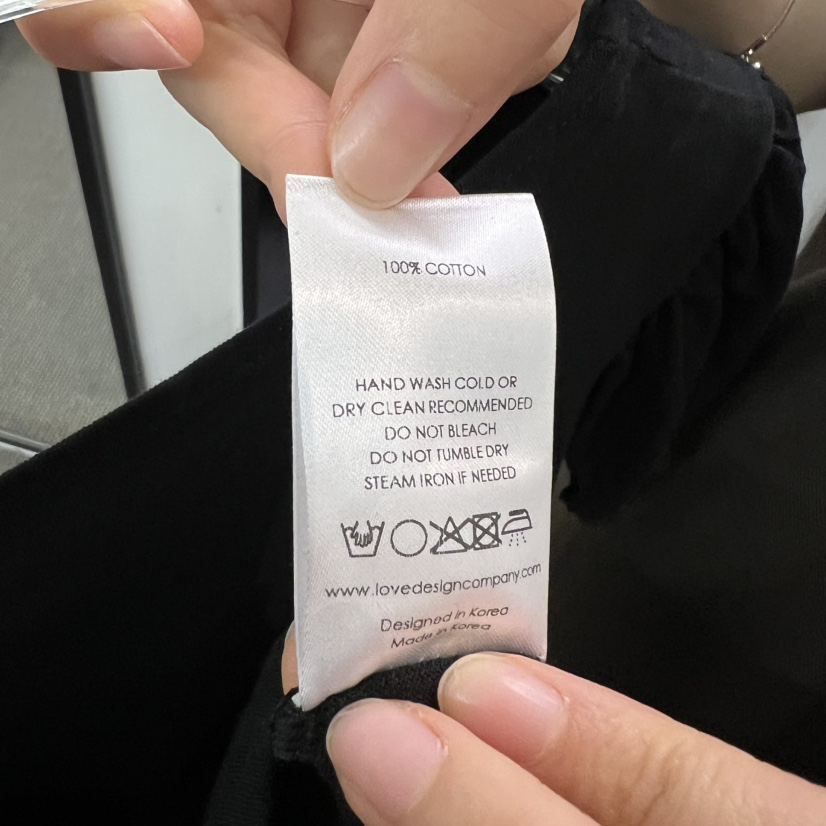 100% COTTON
HAND WASH COLD OR
DRY CLEAN RECOMMENDED
DO NOT BLEACH
DO NOT TUMBLE DRY
STEAM IRON IF NEEDED
www.lovedesigncompany.com
Designed in Korea
Made in Korea